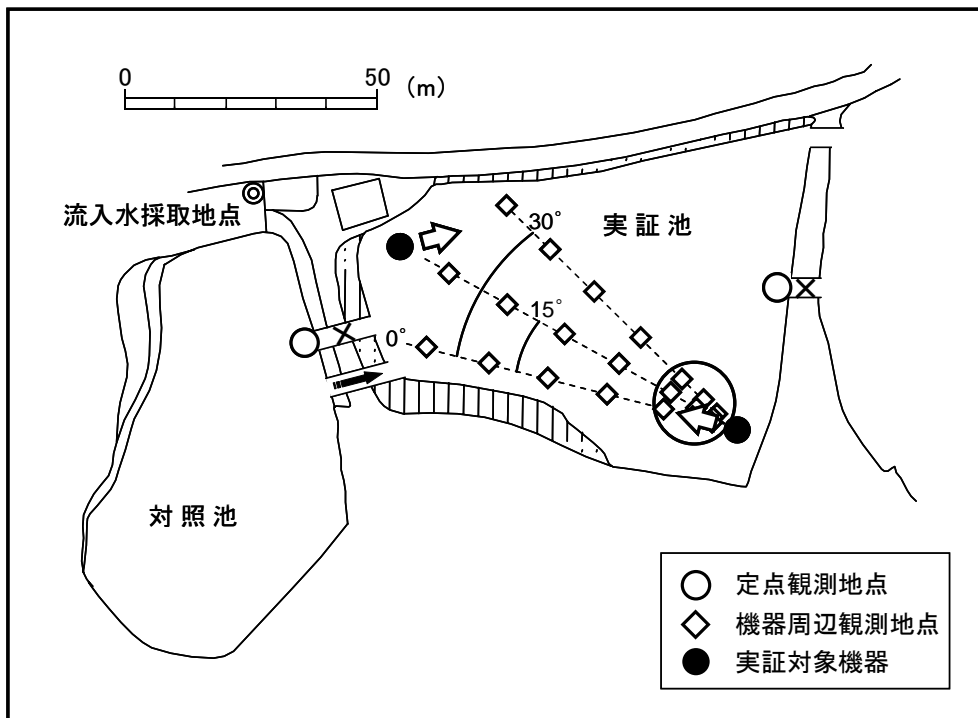 0 50 (m)
流入水採取地点
30°
実証池
15°
0°
対照池
定点観測地点
機器周辺観測地点
実証対象機器